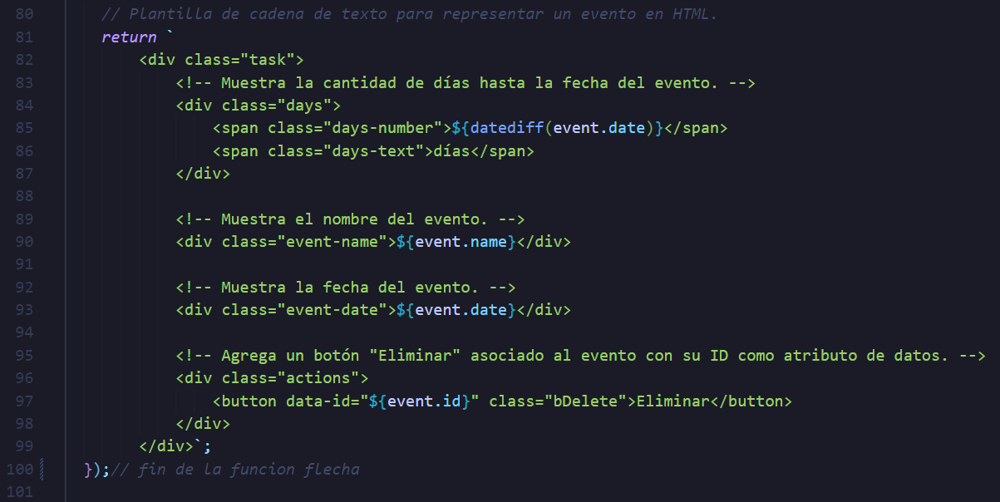 80 // Plantilla de cadena de texto para representar un evento en HTML.
81 return `
82 <div class="task">
83 <!-- Muestra la cantidad de días hasta la fecha del evento. -->
84 <div class="days">
85 <span class="days-number">${datediff(event.date)}</span>
86 <span class="days-text">días</span>
87 </div>
88
89 <!-- Muestra el nombre del evento. -->
90 <div class="event-name">${event.name}</div>
91
92 <!-- Muestra la fecha del evento. -->
93 <div class="event-date">${event.date}</div>
94
95 <!-- Agrega un botón "Eliminar" asociado al evento con su ID como atributo de datos. -->
96 <div class="actions">
97 <button data-id="${event.id}" class="bDelete">Eliminar</button>
98 </div>
99 </div>`;
100 });// fin de la funcion flecha
101